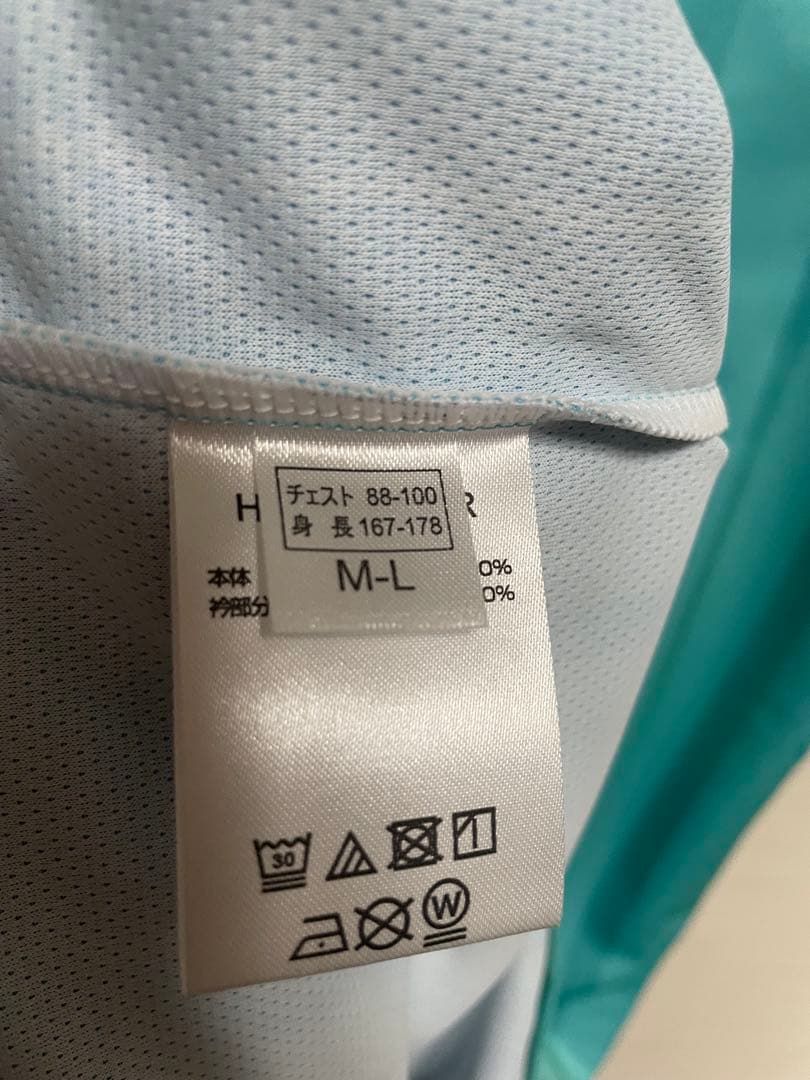 チェスト 88-100
身 長 167-178
M-L
H R
本体 0%
衿部分 0%
30
W